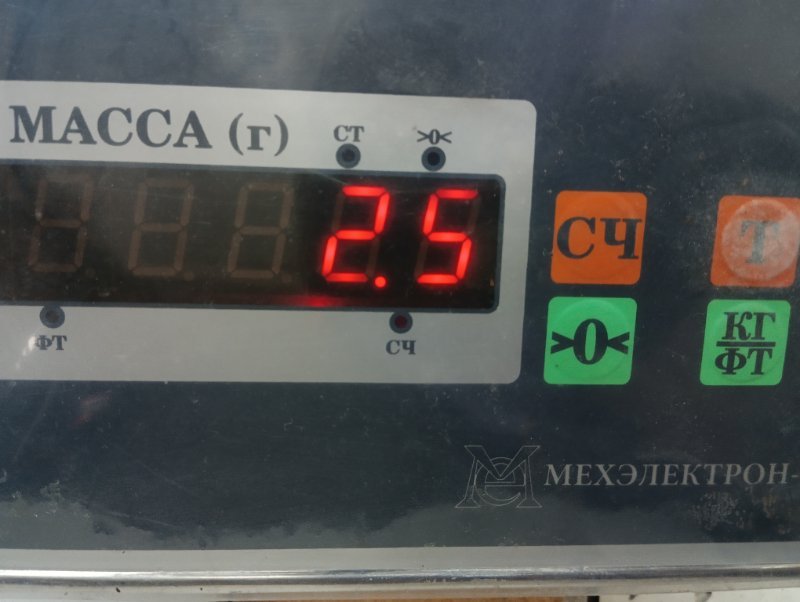 МАССА (г)
СТ
>0<
2.5
СЧ
Т
ФТ
СЧ
>0<
КГ
ФТ
МЕХЭЛЕКТРОН-